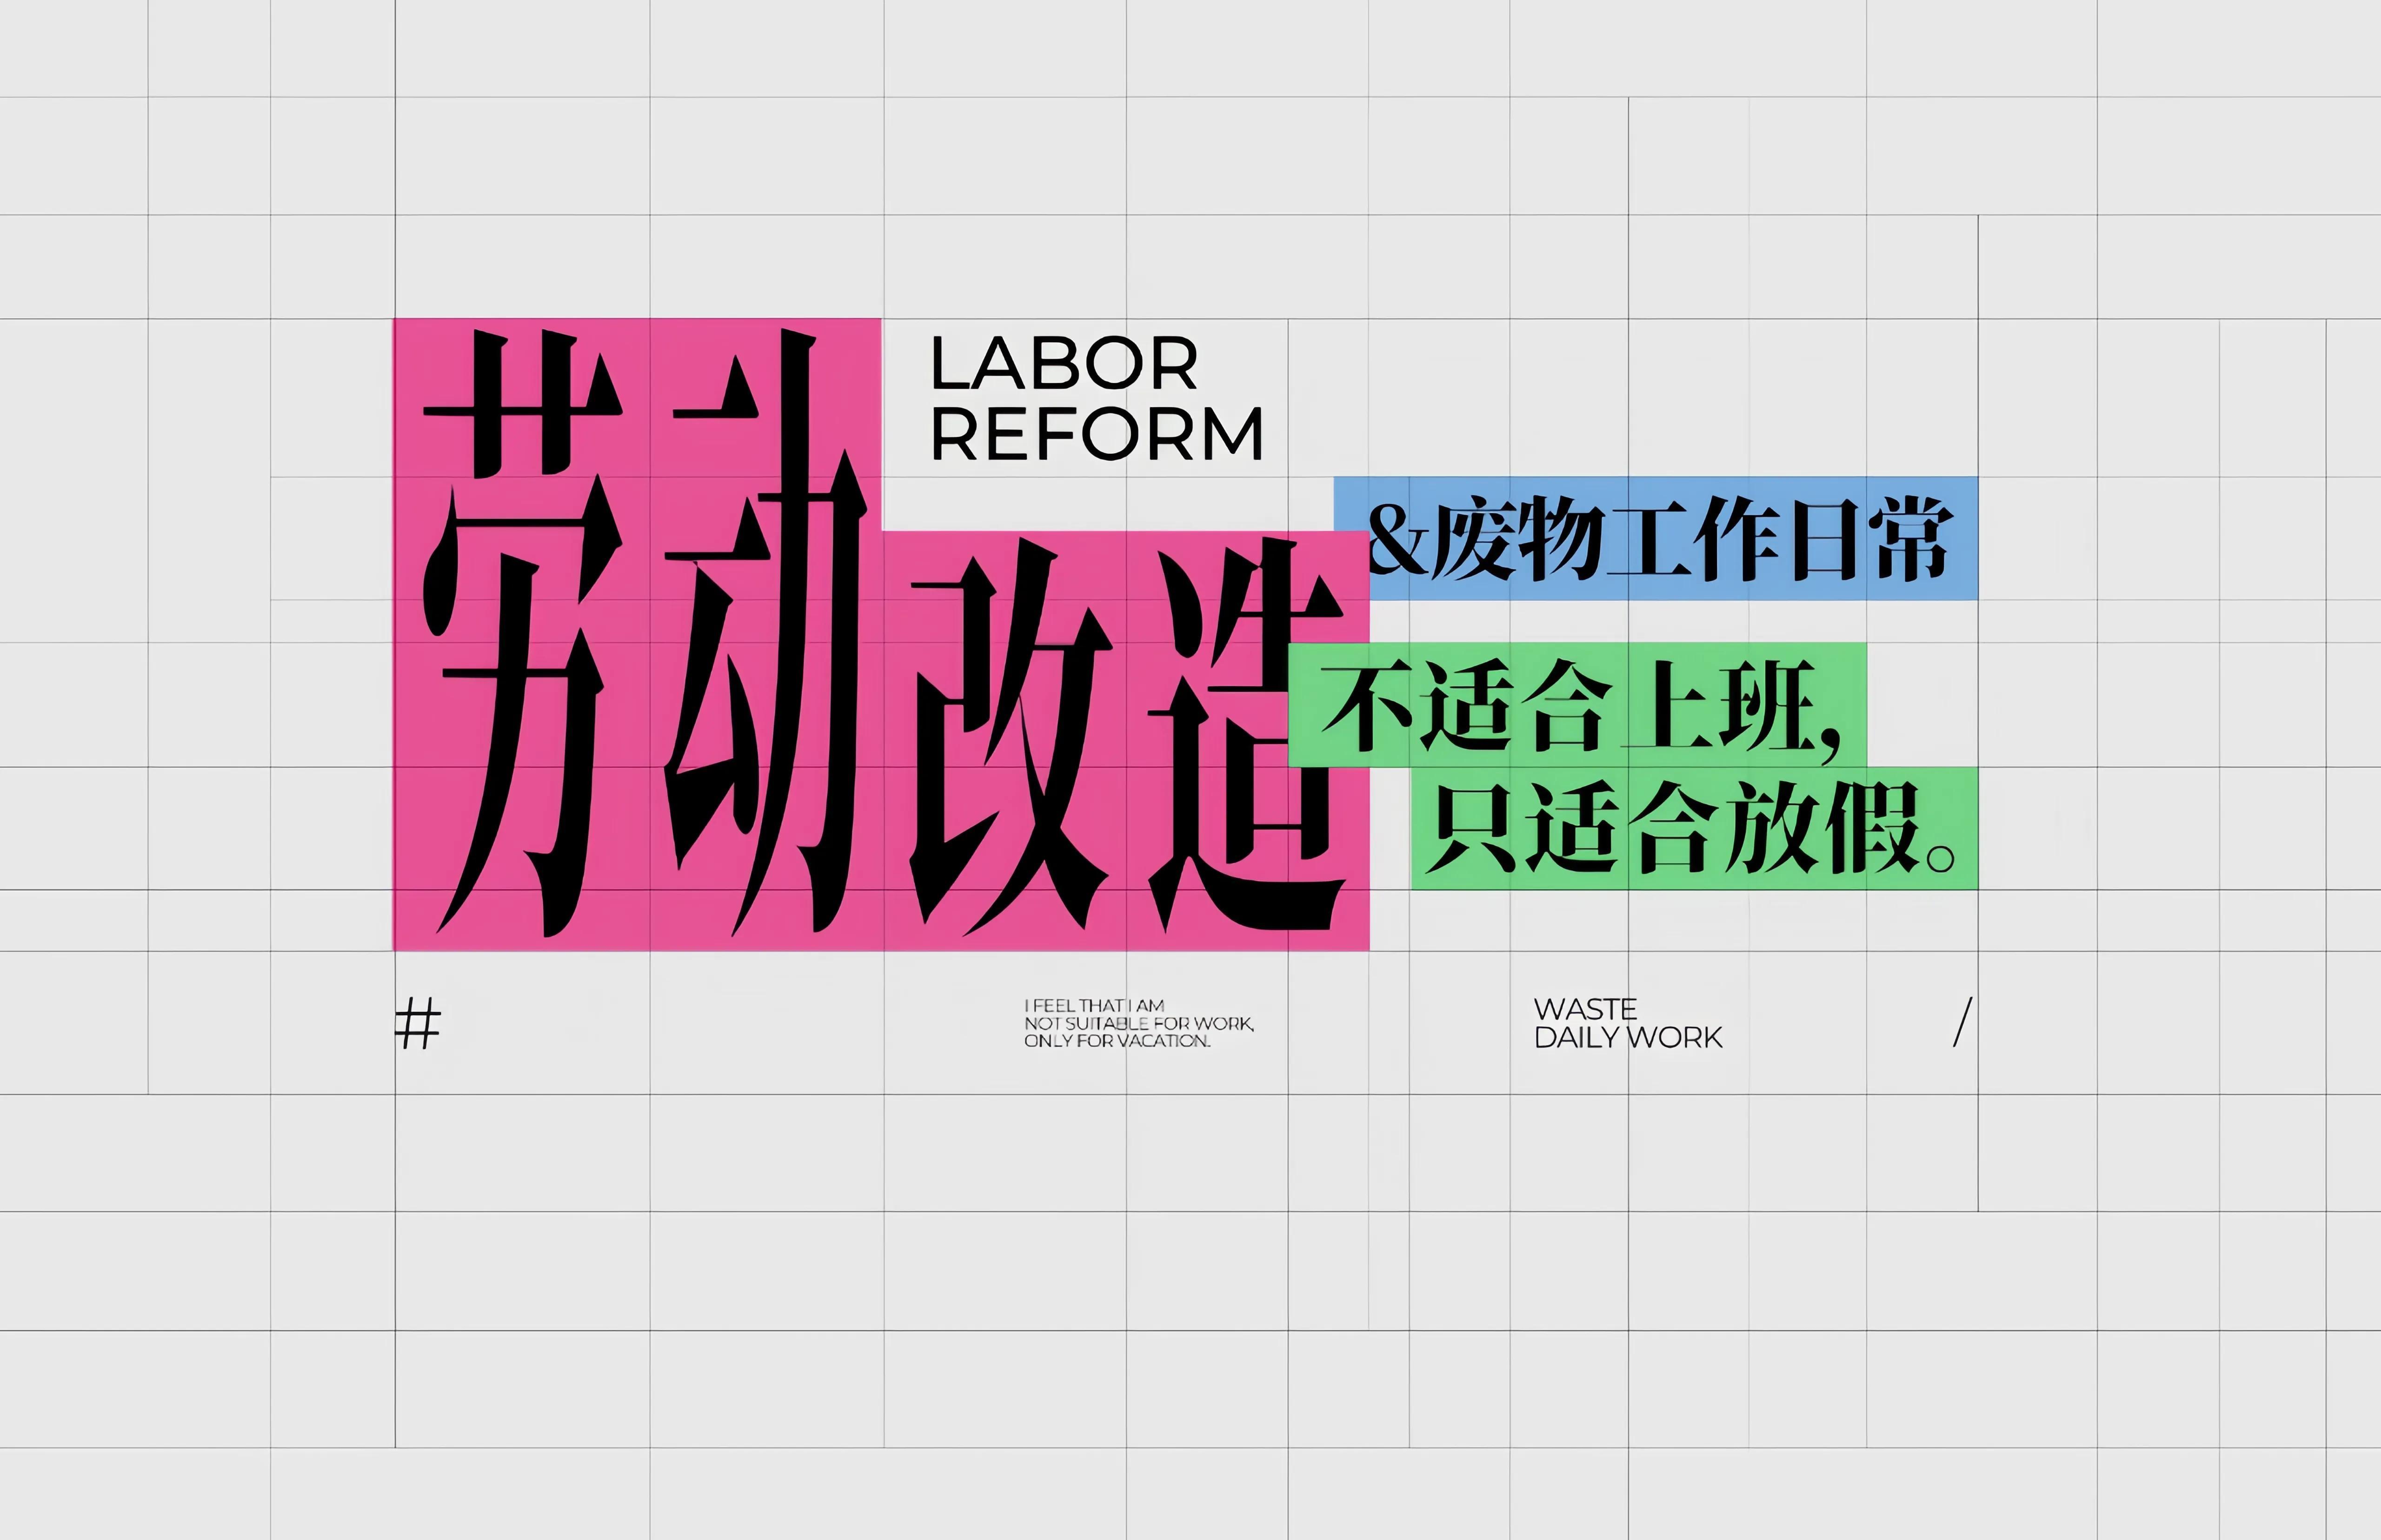 劳动改造
LABOR
REFORM
&废物工作日常
不适合上班,
只适合放假。
#
I FEEL THAT I AM
NOT SUITABLE FOR WORK,
ONLY FOR VACATION.
WASTE
DAILY WORK
/